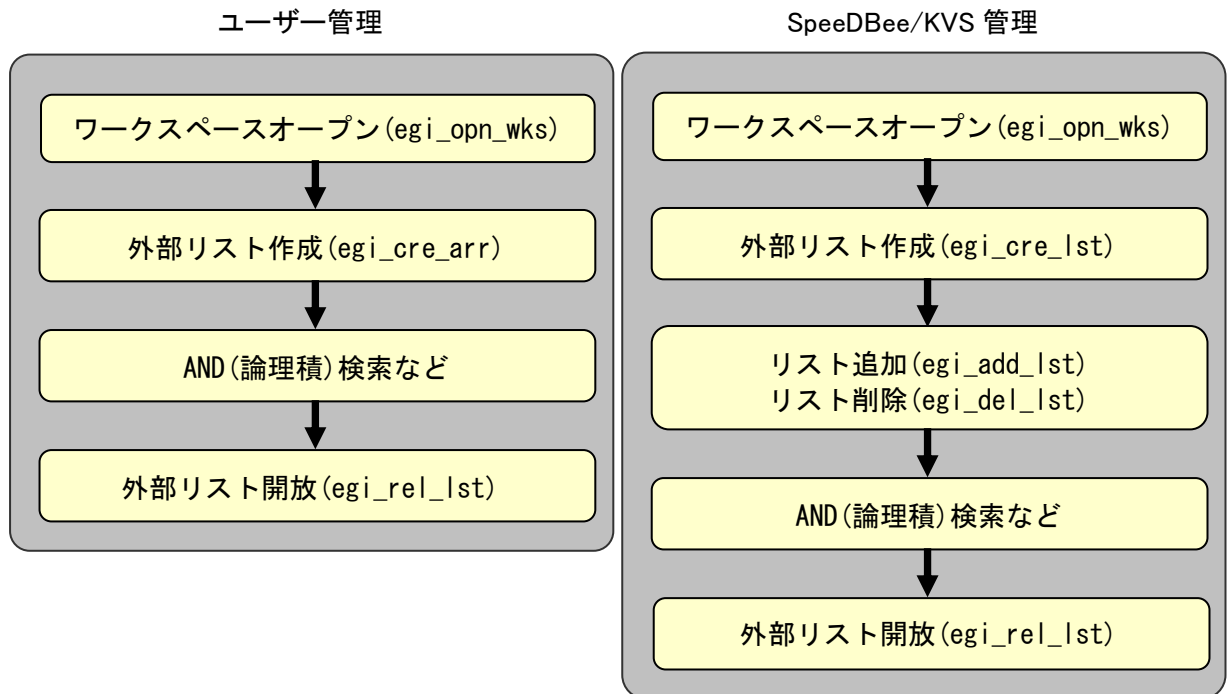 ユーザー管理
ワークスペースオープン(egi_opn_wks)
外部リスト作成(egi_cre_arr)
AND(論理積)検索など
外部リスト開放(egi_rel_lst)
SpeeDBee/KVS 管理
ワークスペースオープン(egi_opn_wks)
外部リスト作成(egi_cre_lst)
リスト追加(egi_add_lst)
リスト削除(egi_del_lst)
AND(論理積)検索など
外部リスト開放(egi_rel_lst)